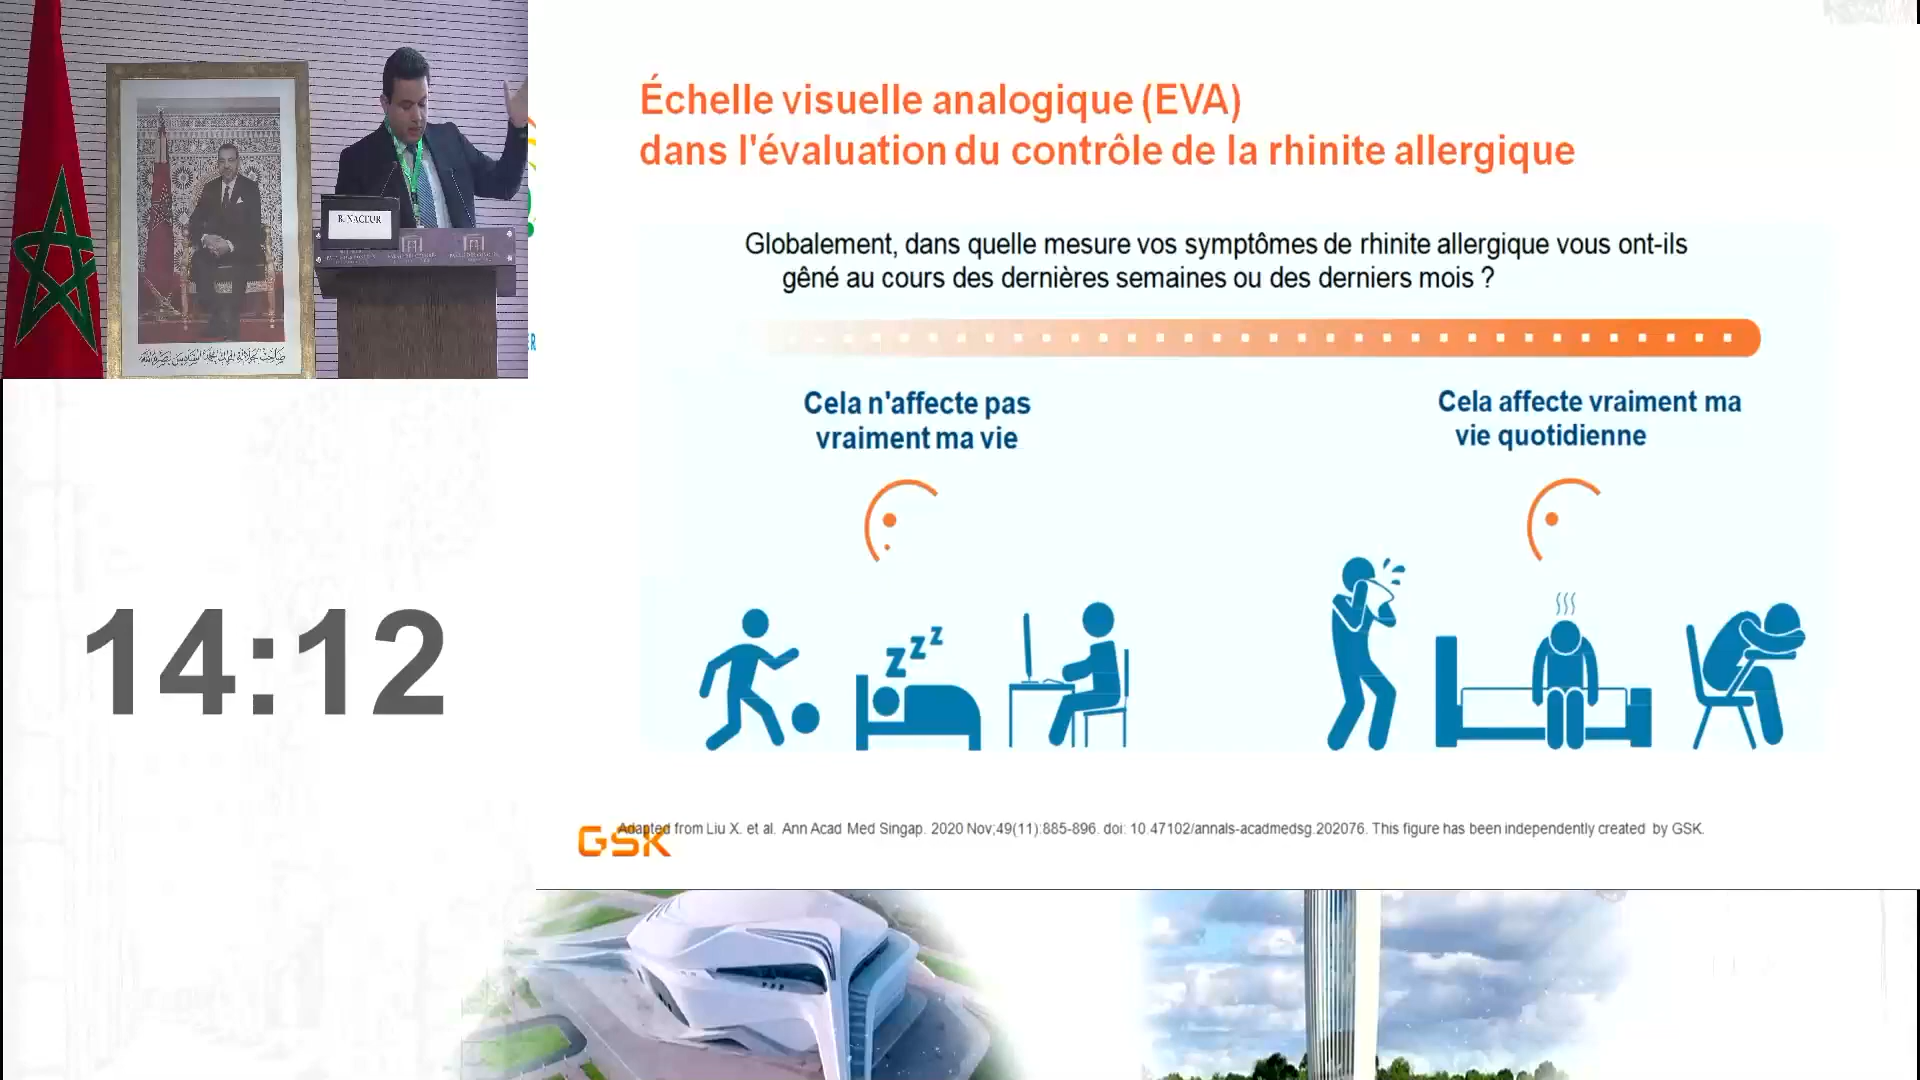 Échelle visuelle analogique (EVA)
dans l'évaluation du contrôle de la rhinite allergique
B. NACEUR
Globalement, dans quelle mesure vos symptômes de rhinite allergique vous ont-ils
gêné au cours des dernières semaines ou des derniers mois ?
Cela n'affecte pas
vraiment ma vie
Cela affecte vraiment ma
vie quotidienne
z z z
14:12
GSK
Adapted from Liu X. et al. Ann Acad Med Singap. 2020 Nov;49(11):885-896. doi: 10.47102/annals-acadmedsg.202076. This figure has been independently created by GSK.